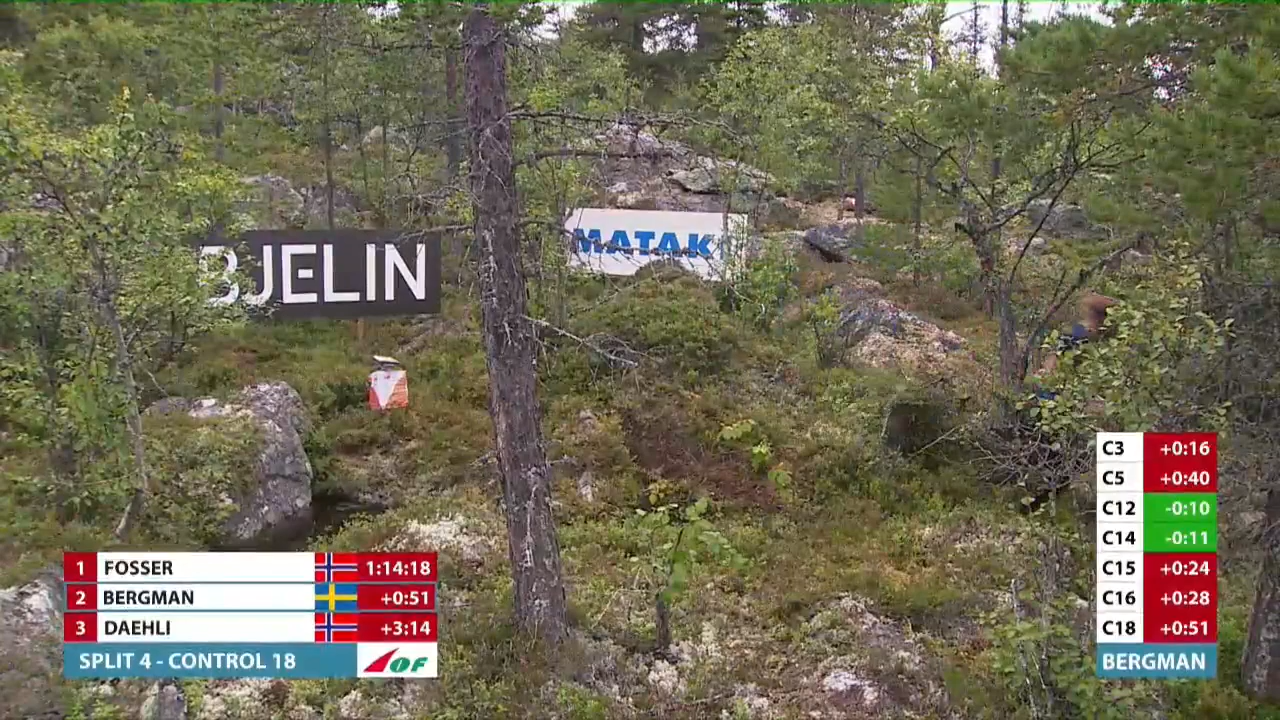 BJELIN
MATAKI
C3 +0:16
C5 +0:40
C12 -0:10
C14 -0:11
C15 +0:24
C16 +0:28
C18 +0:51
BERGMAN
1 FOSSER 1:14:18
2 BERGMAN +0:51
3 DAEHLI +3:14
SPLIT 4 - CONTROL 18 IOF